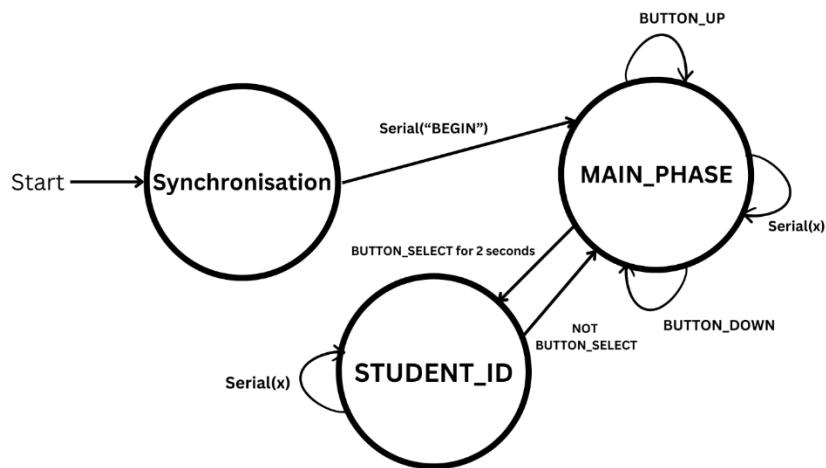 BUTTON_UP
Serial("BEGIN")
Start
Synchronisation
MAIN_PHASE
Serial(x)
BUTTON_SELECT for 2 seconds
BUTTON_DOWN
NOT
BUTTON_SELECT
STUDENT_ID
Serial(x)